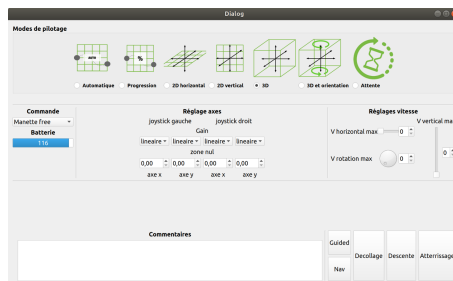 Dialog
Modes de pilotage
auto %
Automatique Progression 2D horizontal 2D vertical 3D 3D et orientation Attente
Commande Réglage axes Réglages vitesse
Manette free joystick gauche joystick droit V horizontal max 0 V vertical ma
Batterie Gain
116 lineaire lineaire lineaire lineaire
zone nul
0,00 0,00 0,00 0,00 V rotation max 0 0
axe x axe y axe x axe y
Commentaires
Guided Decollage Descente Atterrissage
Nav